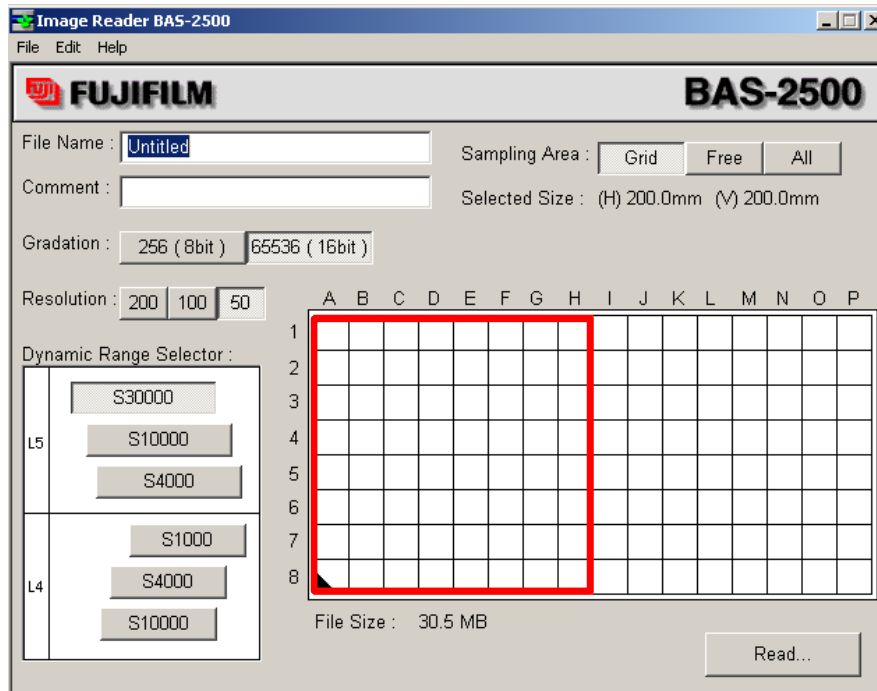 Image Reader BAS-2500
File Edit Help
FUJI FUJIFILM BAS-2500
File Name : Untitled
Sampling Area : Grid Free All
Comment :
Selected Size : (H) 200.0mm (V) 200.0mm
Gradation : 256 ( 8bit ) 65536 ( 16bit )
Resolution : 200 100 50
A B C D E F G H I J K L M N O P
1
2
3
4
5
6
7
8
Dynamic Range Selector :
L5
S30000
S10000
S4000
L4
S1000
S4000
S10000
File Size : 30.5 MB
Read...